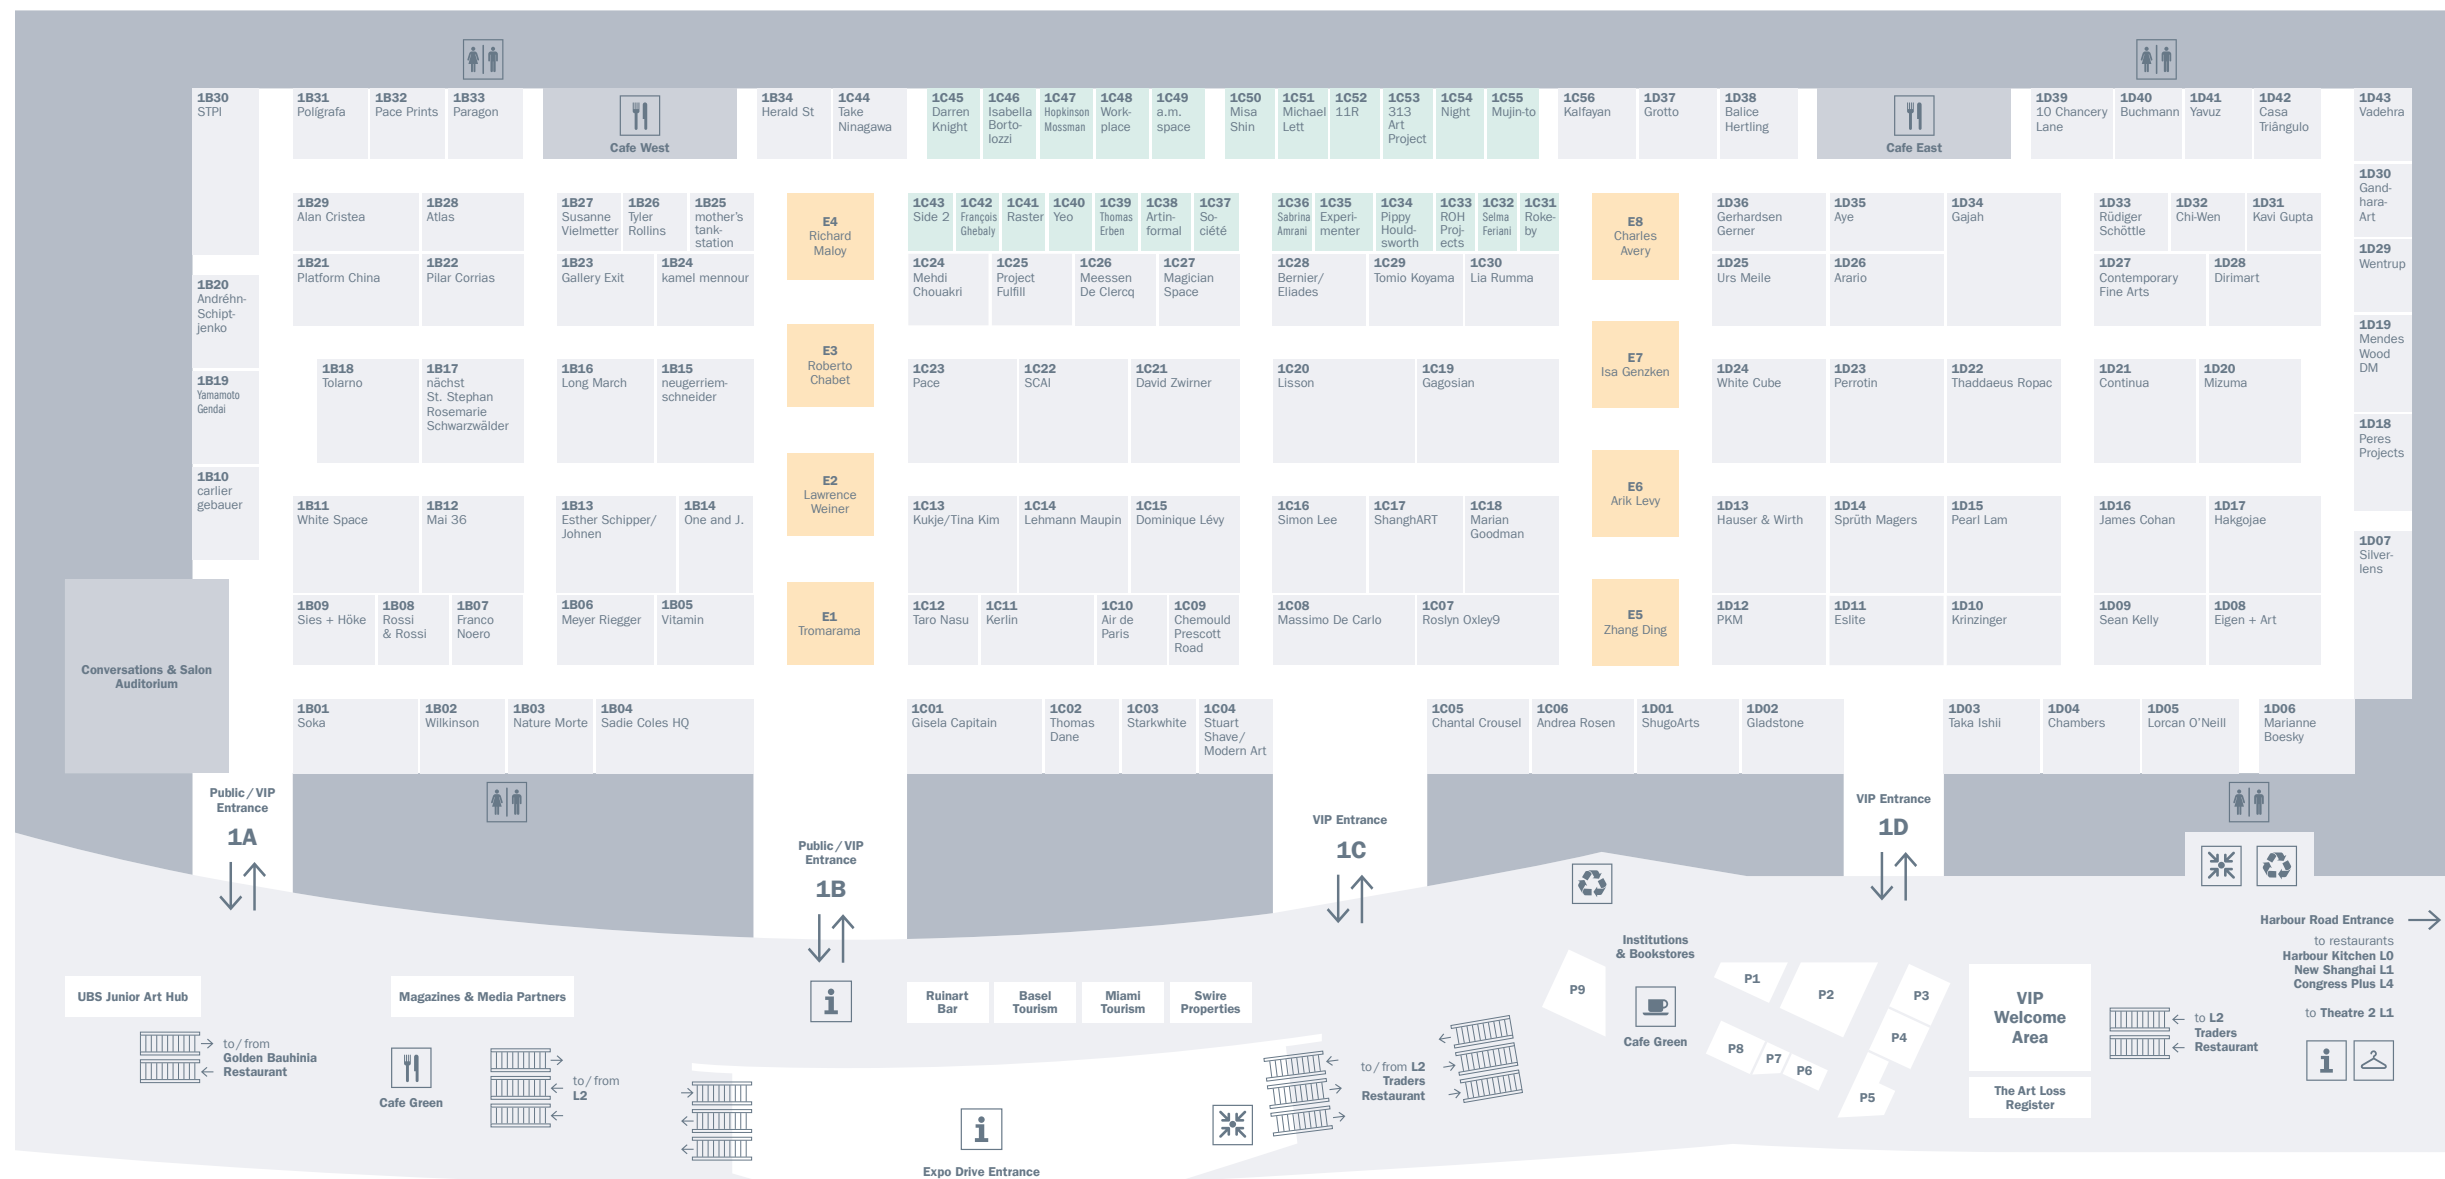 1B30
STPI
1B31
Polígrafa
1B32
Pace Prints
1B33
Paragon
Cafe West
1B34
Herald St
1C44
Take
Ninagawa
1C45
Darren
Knight
1C46
Isabella
Borto-
lozzi
1C47
Hopkinson
Mossman
1C48
Work-
place
1C49
a.m.
space
1C50
Misa
Shin
1C51
Michael
Lett
1C52
11R
1C53
313
Art
Project
1C54
Night
1C55
Mujin-to
1C56
Kalfayan
1D37
Grotto
1D38
Balice
Hertling
Cafe East
1D39
10 Chancery
Lane
1D40
Buchmann
1D41
Yavuz
1D42
Casa
Triângulo
1D43
Vadehra
1B29
Alan Cristea
1B28
Atlas
1B27
Susanne
Vielmetter
1B26
Tyler
Rollins
1B25
mother's
tank-
station
E4
Richard
Maloy
1C43
Side 2
1C42
François
Ghebaly
1C41
Raster
1C40
Yeo
1C39
Thomas
Erben
1C38
Artin-
formal
1C37
So-
ciété
1C36
Sabrina
Amrani
1C35
Experi-
menter
1C34
Pippy
Hould-
sworth
1C33
ROH
Proj-
ects
1C32
Selma
Feriani
1C31
Roke-
by
E8
Charles
Avery
1D36
Gerhardsen
Gerner
1D35
Aye
1D34
Gajah
1D33
Rüdiger
Schöttle
1D32
Chi-Wen
1D31
Kavi Gupta
1D30
Gand-
hara-
Art
1B20
Andréhn-
Schipt-
jenko
1B21
Platform China
1B22
Pilar Corrias
1B23
Gallery Exit
1B24
kamel mennour
1C24
Mehdi
Chouakri
1C25
Project
Fulfill
1C26
Meessen
De Clercq
1C27
Magician
Space
1C28
Bernier/
Eliades
1C29
Tomio Koyama
1C30
Lia Rumma
1D25
Urs Meile
1D26
Arario
1D27
Contemporary
Fine Arts
1D28
Dirimart
1D29
Wentrup
1B19
Yamamoto
Gendai
1B18
Tolarno
1B17
nächst
St. Stephan
Rosemarie
Schwarzwälder
1B16
Long March
1B15
neugerriem-
schneider
E3
Roberto
Chabet
1C23
Pace
1C22
SCAI
1C21
David Zwirner
1C20
Lisson
1C19
Gagosian
E7
Isa Genzken
1D24
White Cube
1D23
Perrotin
1D22
Thaddaeus Ropac
1D21
Continua
1D20
Mizuma
1D19
Mendes
Wood
DM
1D18
Peres
Projects
1B10
carlier
gebauer
1B11
White Space
1B12
Mai 36
1B13
Esther Schipper/
Johnen
1B14
One and J.
E2
Lawrence
Weiner
1C13
Kukje/Tina Kim
1C14
Lehmann Maupin
1C15
Dominique Lévy
1C16
Simon Lee
1C17
ShanghART
1C18
Marian
Goodman
E6
Arik Levy
1D13
Hauser & Wirth
1D14
Sprüth Magers
1D15
Pearl Lam
1D16
James Cohan
1D17
Hakgojae
1D07
Silver-
lens
1B09
Sies + Höke
1B08
Rossi
& Rossi
1B07
Franco
Noero
1B06
Meyer Riegger
1B05
Vitamin
E1
Tromarama
1C12
Taro Nasu
1C11
Kerlin
1C10
Air de
Paris
1C09
Chemould
Prescott
Road
1C08
Massimo De Carlo
1C07
Roslyn Oxley9
E5
Zhang Ding
1D12
PKM
1D11
Eslite
1D10
Krinzinger
1D09
Sean Kelly
1D08
Eigen + Art
Conversations & Salon
Auditorium
1B01
Soka
1B02
Wilkinson
1B03
Nature Morte
1B04
Sadie Coles HQ
1C01
Gisela Capitain
1C02
Thomas
Dane
1C03
Starkwhite
1C04
Stuart
Shave/
Modern Art
1C05
Chantal Crousel
1C06
Andrea Rosen
1D01
ShugoArts
1D02
Gladstone
1D03
Taka Ishii
1D04
Chambers
1D05
Lorcan O'Neill
1D06
Marianne
Boesky
Public / VIP
Entrance
1A
Public / VIP
Entrance
1B
VIP Entrance
1C
VIP Entrance
1D
Harbour Road Entrance
to restaurants
Harbour Kitchen L0
New Shanghai L1
Congress Plus L4
to Theatre 2 L1
UBS Junior Art Hub
Magazines & Media Partners
i
Ruinart
Bar
Basel
Tourism
Miami
Tourism
Swire
Properties
Institutions
& Bookstores
P9
P1
P2
P3
P4
P5
P6
P7
P8
Cafe Green
VIP
Welcome
Area
The Art Loss
Register
to L2
Traders
Restaurant
i
to / from
Golden Bauhinia
Restaurant
Cafe Green
to / from
L2
i
Expo Drive Entrance
to / from L2
Traders
Restaurant